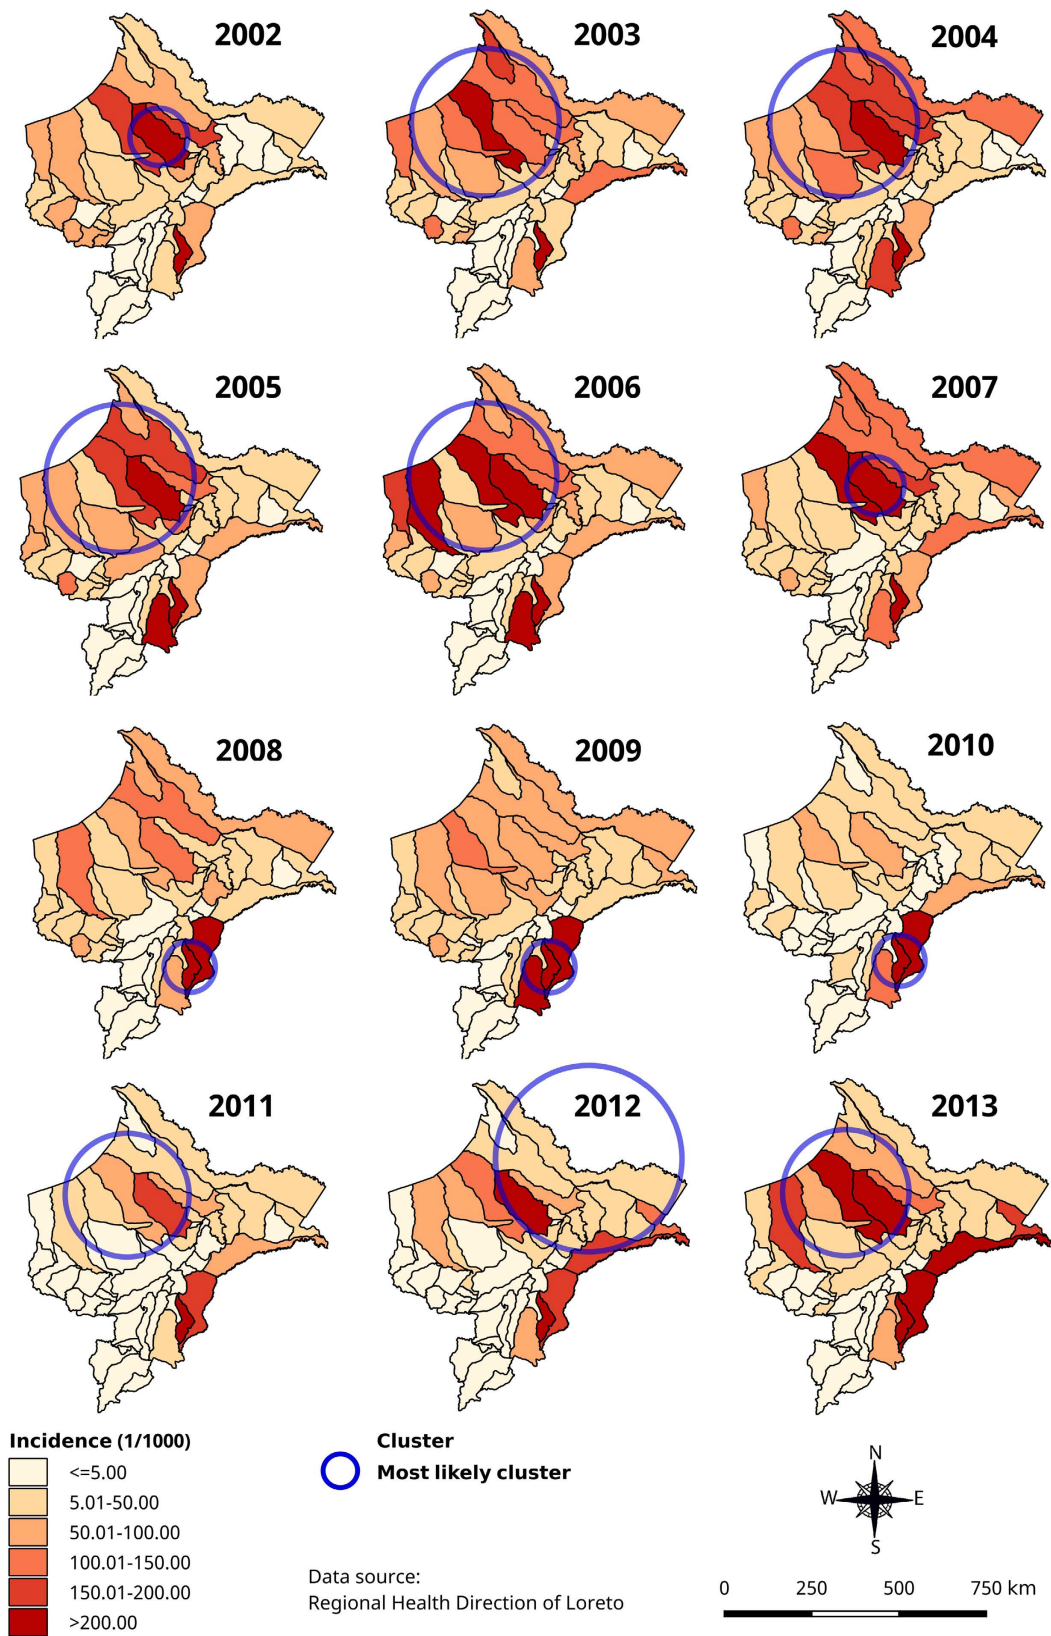 2002
2003
2004
2005
2006
2007
2008
2009
2010
2011
2012
2013
Incidence (1/1000)
<=5.00
5.01-50.00
50.01-100.00
100.01-150.00
150.01-200.00
>200.00
Cluster
Most likely cluster
Data source:
Regional Health Direction of Loreto
N
W E
S
0 250 500 750 km